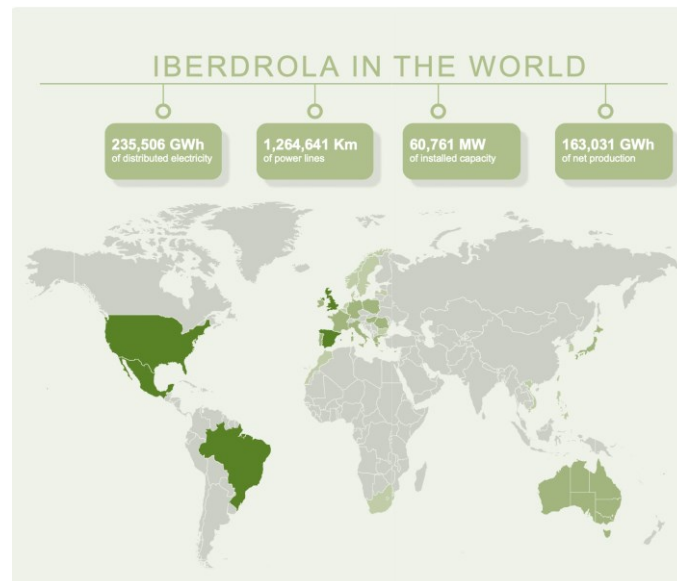 IBERDROLA IN THE WORLD
235,506 GWh
of distributed electricity
1,264,641 Km
of power lines
60,761 MW
of installed capacity
163,031 GWh
of net production